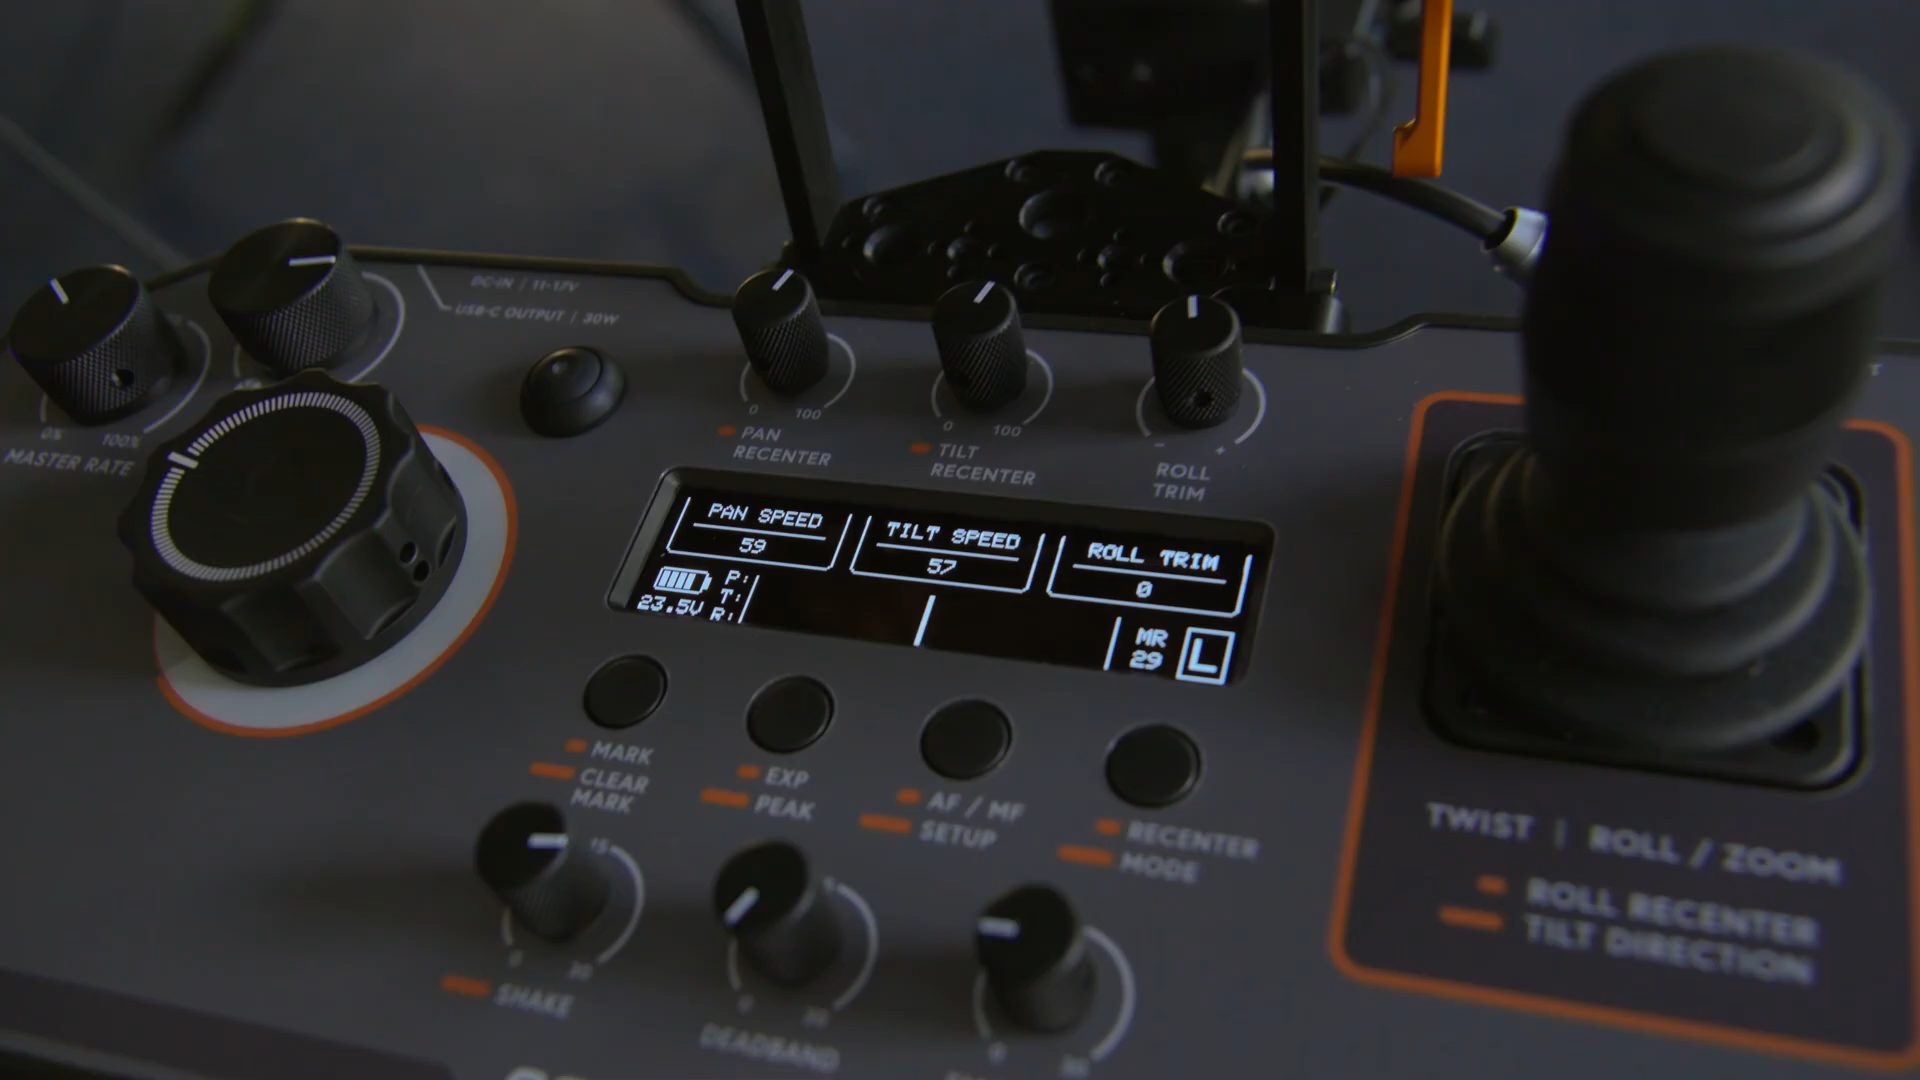 DC-IN | 11-17V
USB-C OUTPUT | 30W
0% 100%
MASTER RATE
0 100
PAN
RECENTER
0 100
TILT
RECENTER
- +
ROLL
TRIM
PAN SPEED
59
TILT SPEED
57
ROLL TRIM
0
23.5V
P:
T:
R:
MR
29
L
MARK
CLEAR
MARK
EXP
PEAK
AF / MF
SETUP
RECENTER
MODE
15
0 30
SHAKE
0
DEADBAND
0
TWIST | ROLL / ZOOM
ROLL RECENTER
TILT DIRECTION